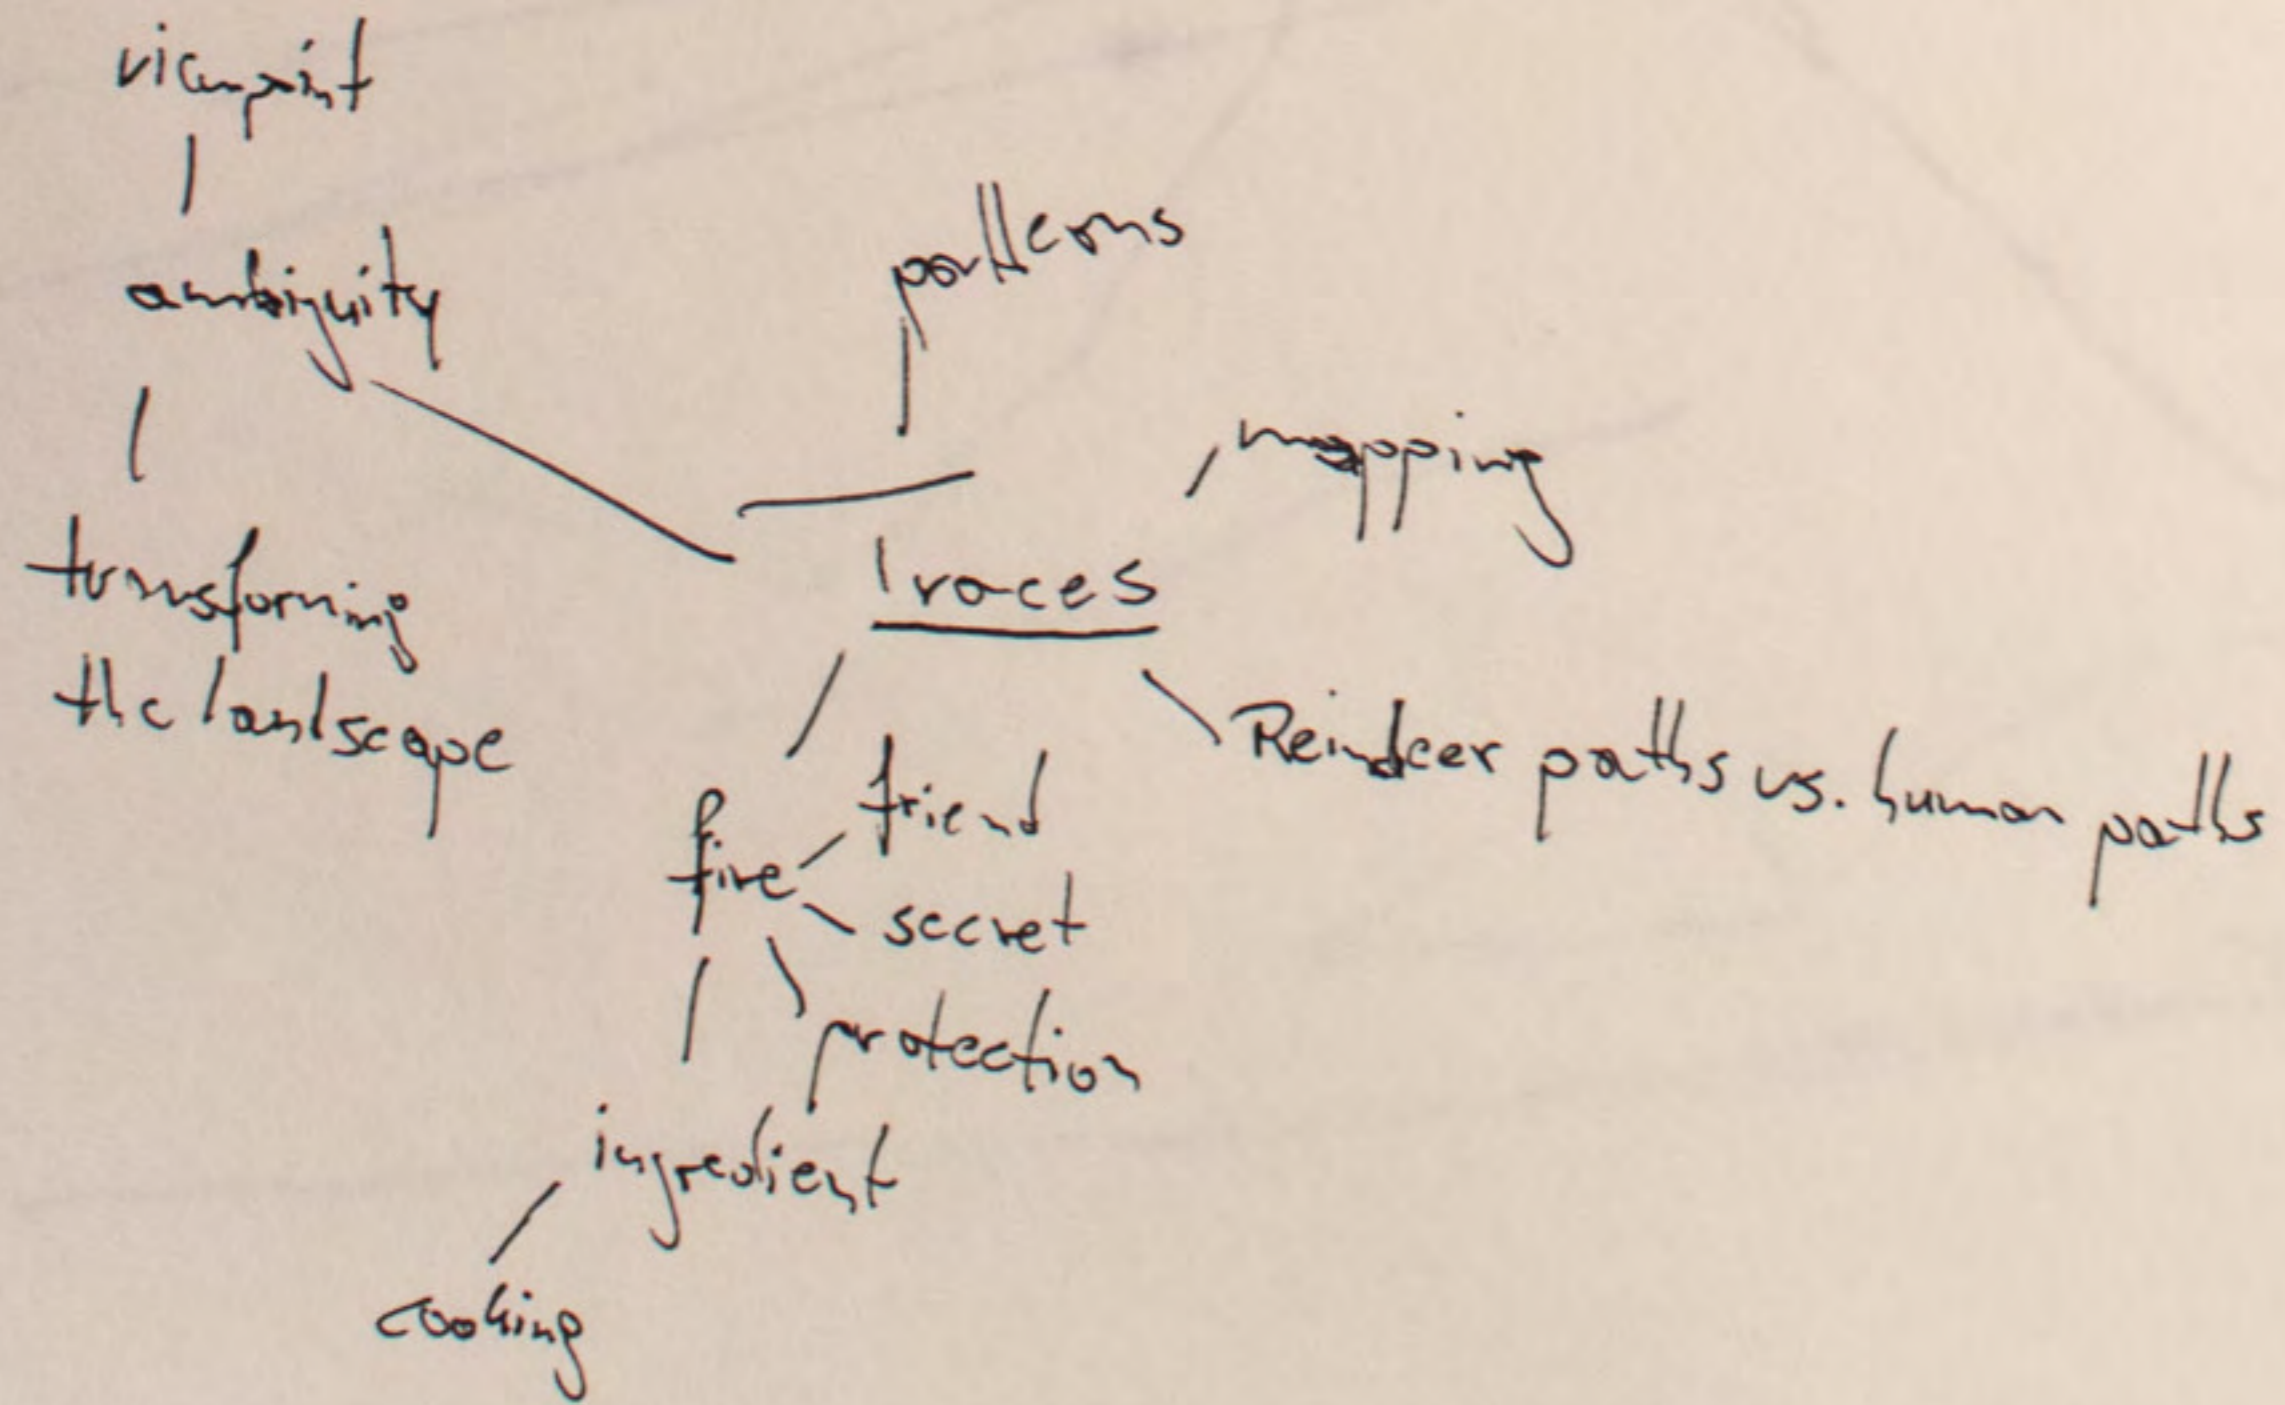 viewpoint
ambiguity
transforming
the landscape
patterns
mapping
Traces
Reindeer paths vs. human paths
fire
friend
secret
protection
ingredient
cooking